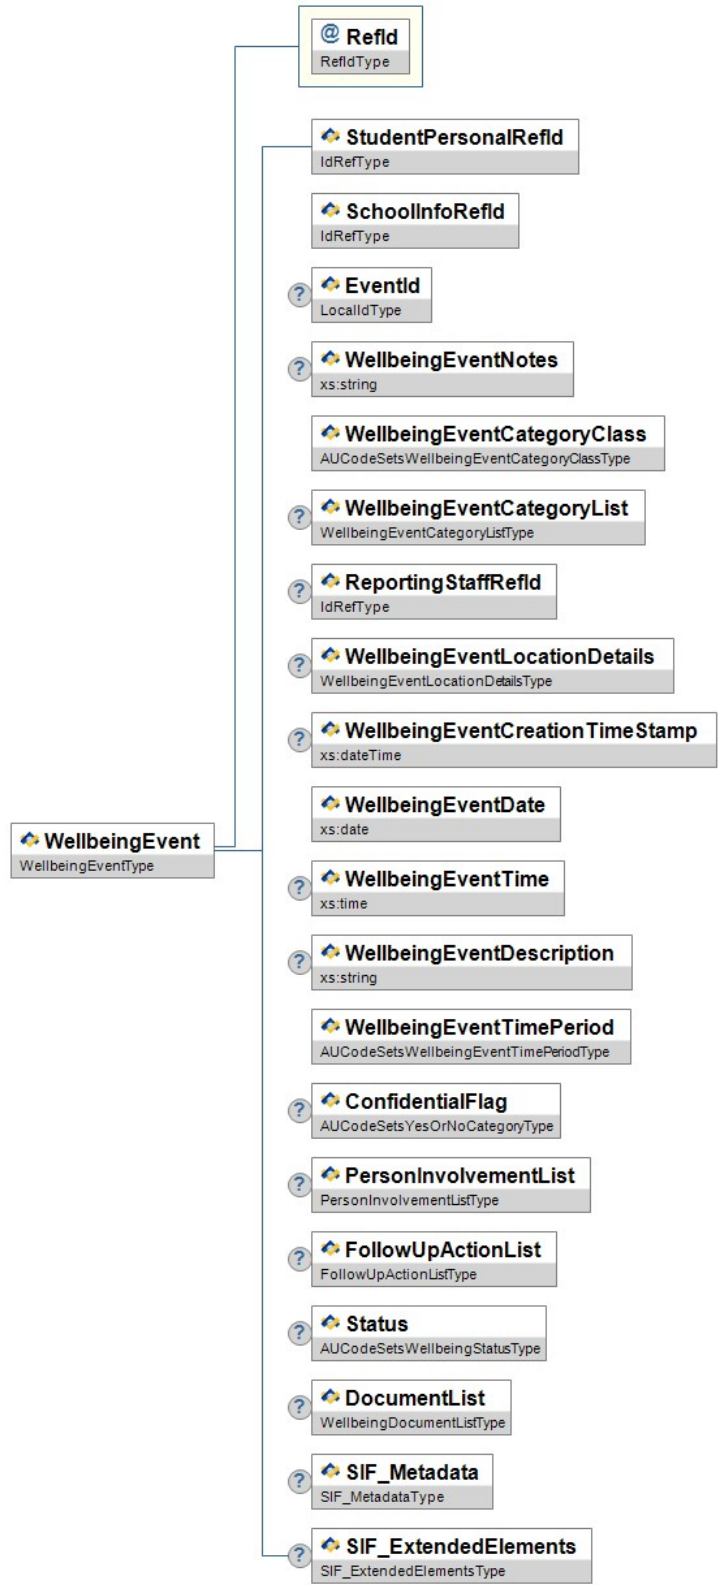 @ RefId
RefIdType
StudentPersonalRefId
IdRefType
SchoolInfoRefId
IdRefType
? EventId
LocalIdType
? WellbeingEventNotes
xs:string
WellbeingEventCategoryClass
AUCodeSetsWellbeingEventCategoryClassType
? WellbeingEventCategoryList
WellbeingEventCategoryListType
? ReportingStaffRefId
IdRefType
? WellbeingEventLocationDetails
WellbeingEventLocationDetailsType
? WellbeingEventCreationTimeStamp
xs:dateTime
WellbeingEventDate
xs:date
WellbeingEvent
WellbeingEventType
? WellbeingEventTime
xs:time
? WellbeingEventDescription
xs:string
WellbeingEventTimePeriod
AUCodeSetsWellbeingEventTimePeriodType
? ConfidentialFlag
AUCodeSetsYesOrNoCategoryType
? PersonInvolvementList
PersonInvolvementListType
? FollowUpActionList
FollowUpActionListType
? Status
AUCodeSetsWellbeingStatusType
? DocumentList
WellbeingDocumentListType
? SIF_Metadata
SIF_MetadataType
? SIF_ExtendedElements
SIF_ExtendedElementsType